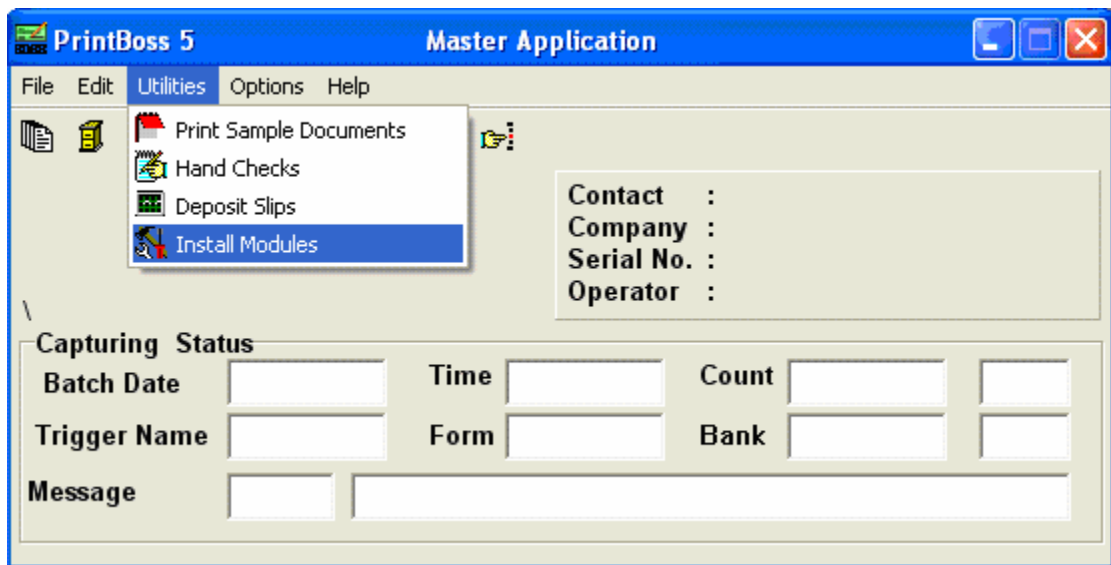 PrintBoss 5 Master Application
File Edit Utilities Options Help
Print Sample Documents
Hand Checks
Deposit Slips
Install Modules
Contact :
Company :
Serial No. :
Operator :
\
Capturing Status
Batch Date Time Count
Trigger Name Form Bank
Message